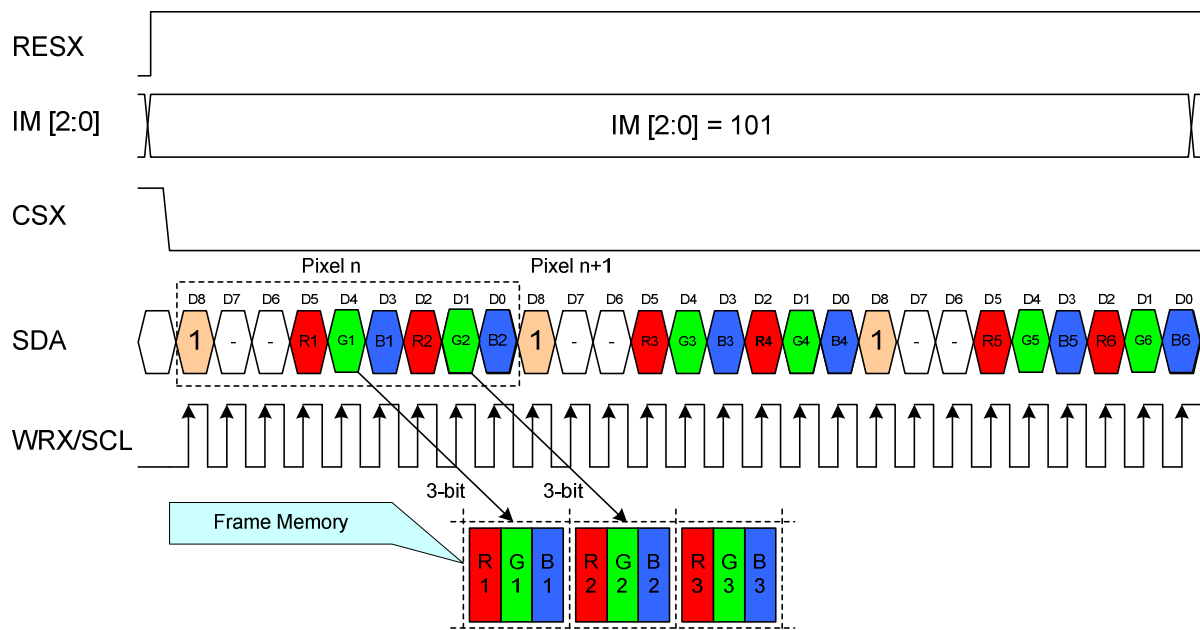 RESX
IM [2:0]
IM [2:0] = 101
CSX
Pixel n
Pixel n+1
D8 D7 D6 D5 D4 D3 D2 D1 D0 D8 D7 D6 D5 D4 D3 D2 D1 D0 D8 D7 D6 D5 D4 D3 D2 D1 D0
SDA
1 - - R1 G1 B1 R2 G2 B2 1 - - R3 G3 B3 R4 G4 B4 1 - - R5 G5 B5 R6 G6 B6
WRX/SCL
3-bit
3-bit
Frame Memory
R G B R G B R G B
1 1 1 2 2 2 3 3 3